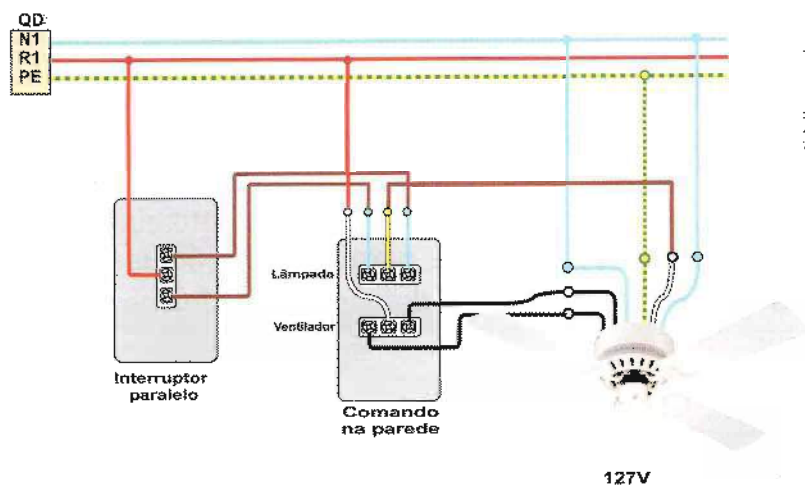 QD
N1
R1
PE
Lâmpada
Ventilador
Interruptor
paralelo
Comando
na parede
127V